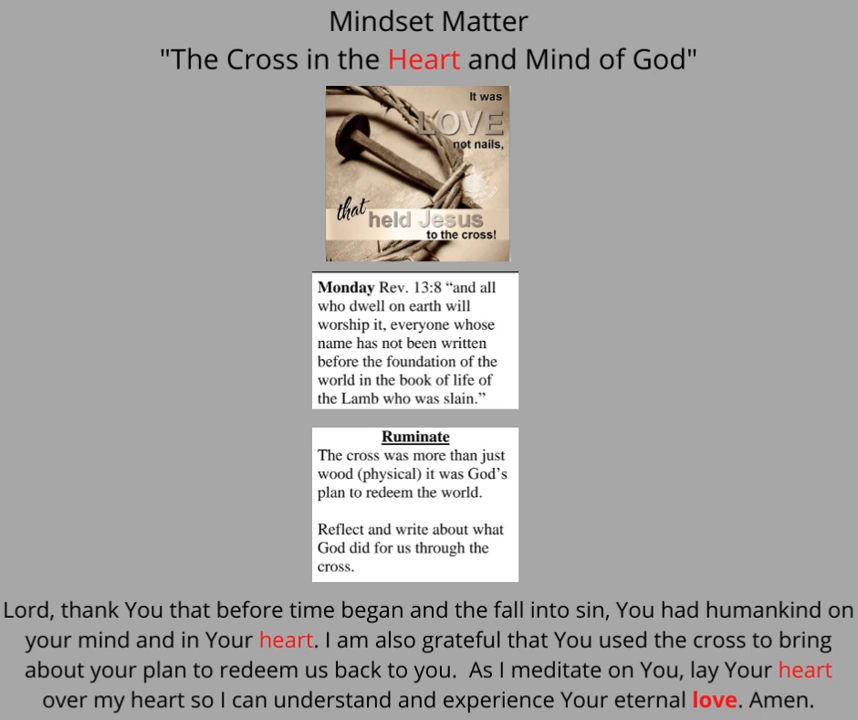 Mindset Matter
"The Cross in the Heart and Mind of God"
It was
LOVE
not nails,
that held Jesus
to the cross!
Monday Rev. 13:8 “and all
who dwell on earth will
worship it, everyone whose
name has not been written
before the foundation of the
world in the book of life of
the Lamb who was slain.”
Ruminate
The cross was more than just
wood (physical) it was God’s
plan to redeem the world.
Reflect and write about what
God did for us through the
cross.
Lord, thank You that before time began and the fall into sin, You had humankind on
your mind and in Your heart. I am also grateful that You used the cross to bring
about your plan to redeem us back to you. As I meditate on You, lay Your heart
over my heart so I can understand and experience Your eternal love. Amen.